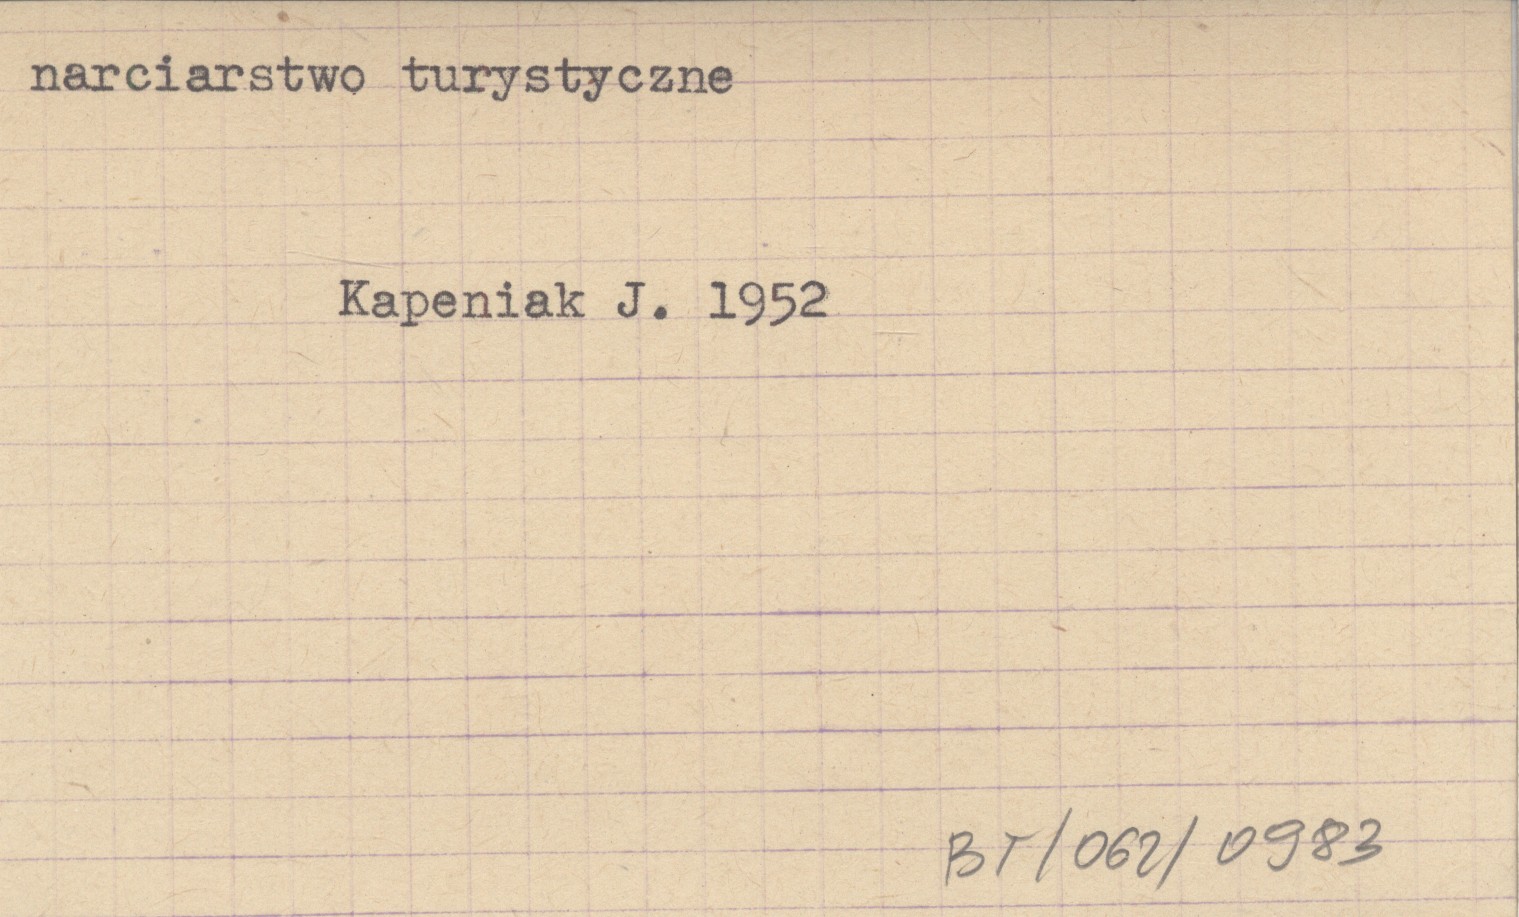 narciarstwo turystyczne
Kapeniak J. 1952
BT/062/0983